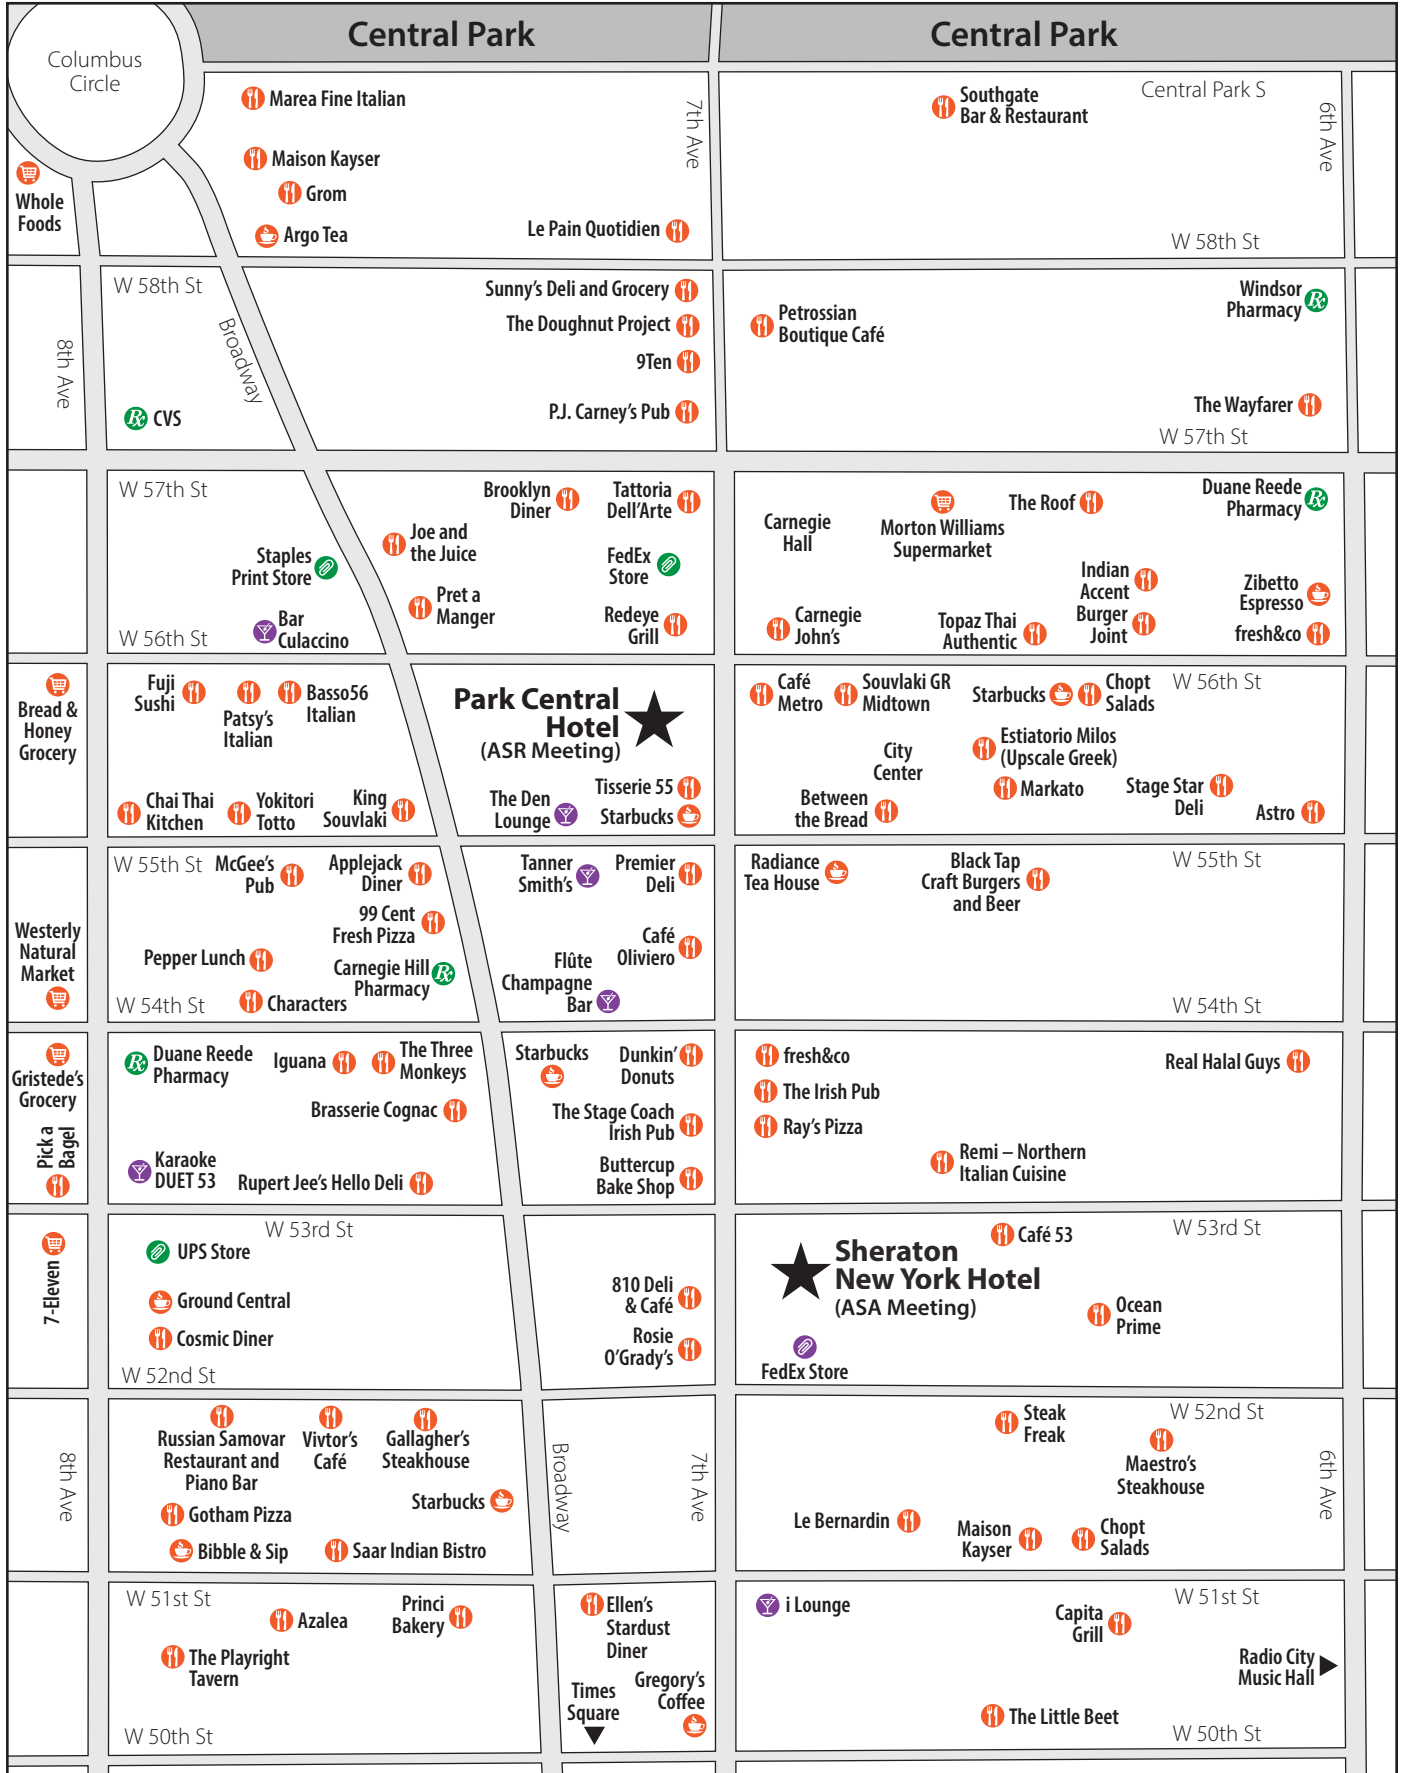 Central Park
Central Park
Columbus
Circle
Marea Fine Italian
7th Ave
Southgate
Bar & Restaurant
Central Park S
6th Ave
Maison Kayser
Whole
Foods
Grom
Argo Tea
Le Pain Quotidien
W 58th St
W 58th St
Broadway
8th Ave
Sunny's Deli and Grocery
The Doughnut Project
9Ten
P.J. Carney's Pub
CVS
Petrossian
Boutique Café
Windsor
Pharmacy
The Wayfarer
W 57th St
W 57th St
Staples
Print Store
Bar
Culaccino
W 56th St
Joe and
the Juice
Brooklyn
Diner
Tattoria
Dell'Arte
FedEx
Store
Pret a
Manger
Redeye
Grill
Carnegie
Hall
Morton Williams
Supermarket
The Roof
Duane Reede
Pharmacy
Indian
Accent
Burger
Joint
Zibetto
Espresso
Carnegie
John's
Topaz Thai
Authentic
fresh&co
Bread &
Honey
Grocery
Fuji
Sushi
Patsy's
Italian
Basso56
Italian
Chai Thai
Kitchen
Yokitori
Totto
King
Souvlaki
Park Central
Hotel
(ASR Meeting)
Tisserie 55
The Den
Lounge
Starbucks
Café
Metro
Souvlaki GR
Midtown
Starbucks
Chopt
Salads
W 56th St
City
Center
Estiatorio Milos
(Upscale Greek)
Markato
Between
the Bread
Stage Star
Deli
Astro
W 55th St
McGee's
Pub
Applejack
Diner
99 Cent
Fresh Pizza
Pepper Lunch
Carnegie Hill
Pharmacy
Characters
W 54th St
Westerly
Natural
Market
Tanner
Smith's
Premier
Deli
Café
Oliviero
Flûte
Champagne
Bar
Radiance
Tea House
Black Tap
Craft Burgers
and Beer
W 55th St
W 54th St
Gristede's
Grocery
Pick a
Bagel
Duane Reede
Pharmacy
Iguana
The Three
Monkeys
Brasserie Cognac
Karaoke
DUET 53
Rupert Jee's Hello Deli
Starbucks
Dunkin'
Donuts
The Stage Coach
Irish Pub
Buttercup
Bake Shop
fresh&co
The Irish Pub
Ray's Pizza
Real Halal Guys
Remi – Northern
Italian Cuisine
7-Eleven
W 53rd St
UPS Store
Ground Central
Cosmic Diner
W 52nd St
810 Deli
& Café
Rosie
O'Grady's
Sheraton
New York Hotel
(ASA Meeting)
FedEx Store
Café 53
W 53rd St
Ocean
Prime
8th Ave
Russian Samovar
Restaurant and
Piano Bar
Vivtor's
Café
Gallagher's
Steakhouse
Starbucks
Gotham Pizza
Bibble & Sip
Saar Indian Bistro
Broadway
7th Ave
Steak
Freak
W 52nd St
Maestro's
Steakhouse
6th Ave
Le Bernardin
Maison
Kayser
Chopt
Salads
W 51st St
Azalea
Princi
Bakery
The Playright
Tavern
W 50th St
Ellen's
Stardust
Diner
Gregory's
Coffee
Times
Square
i Lounge
Capita
Grill
W 51st St
Radio City
Music Hall
The Little Beet
W 50th St